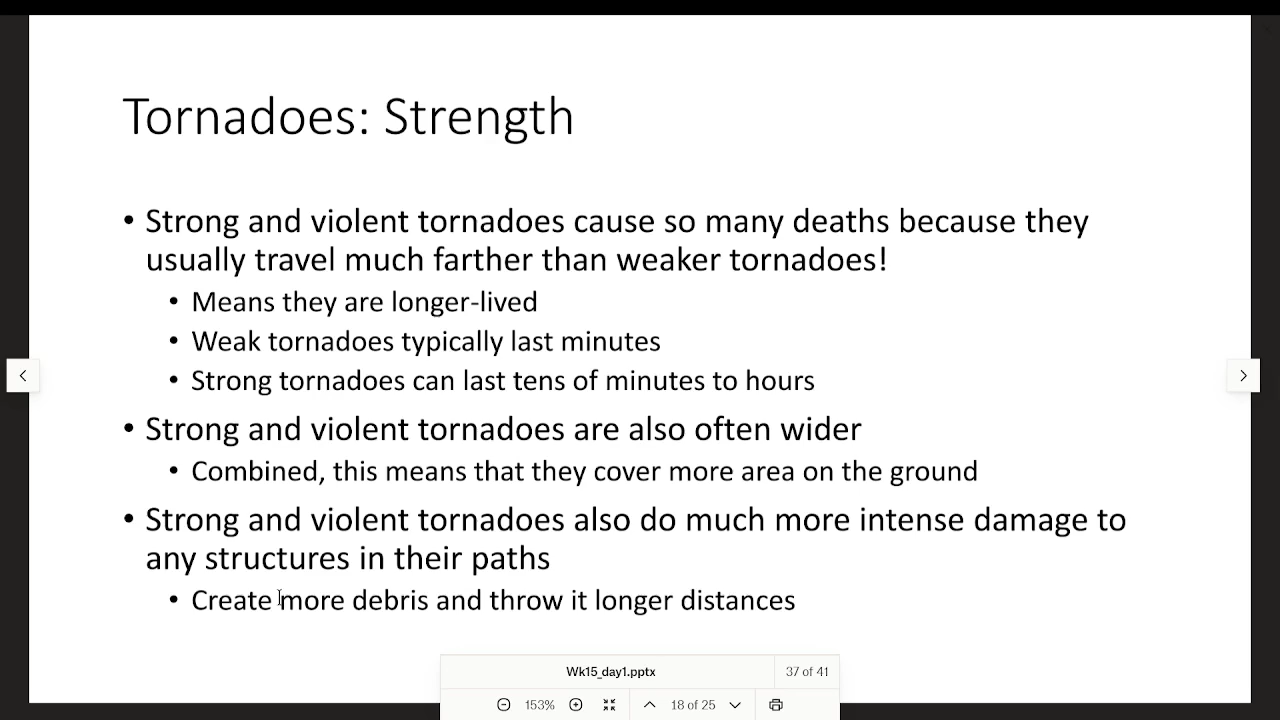 Tornadoes: Strength
• Strong and violent tornadoes cause so many deaths because they
usually travel much farther than weaker tornadoes!
• Means they are longer-lived
• Weak tornadoes typically last minutes
• Strong tornadoes can last tens of minutes to hours
• Strong and violent tornadoes are also often wider
• Combined, this means that they cover more area on the ground
• Strong and violent tornadoes also do much more intense damage to
any structures in their paths
• Create more debris and throw it longer distances
Wk15_day1.pptx 37 of 41
153% 18 of 25